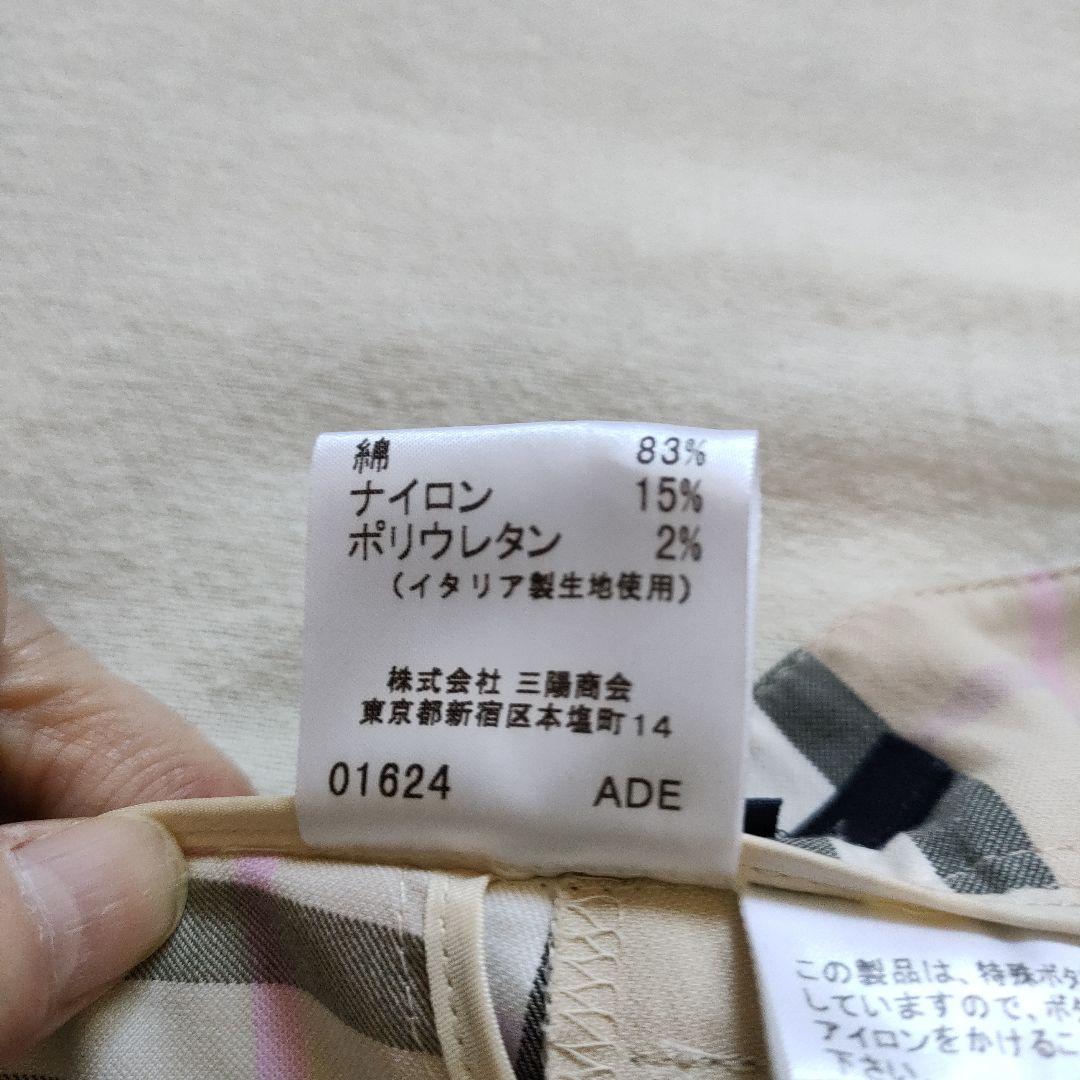 綿 83%
ナイロン 15%
ポリウレタン 2%
(イタリア製生地使用)
株式会社 三陽商会
東京都新宿区本塩町14
01624 ADE
この製品は、特殊ボタ
していますので、ボタ
アイロンをかけるこ
下さい